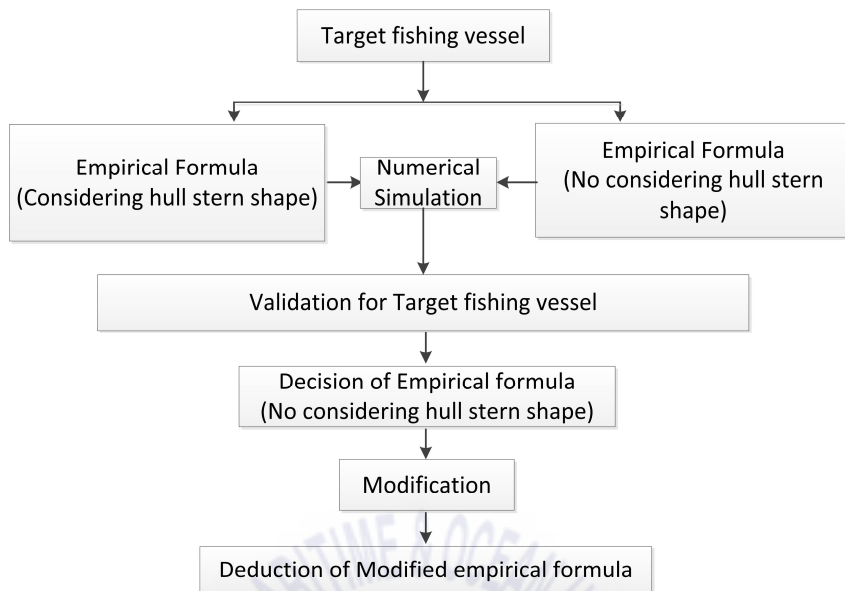 Target fishing vessel
Empirical Formula
(Considering hull stern shape)
Numerical
Simulation
Empirical Formula
(No considering hull stern
shape)
Validation for Target fishing vessel
Decision of Empirical formula
(No considering hull stern shape)
Modification
Deduction of Modified empirical formula